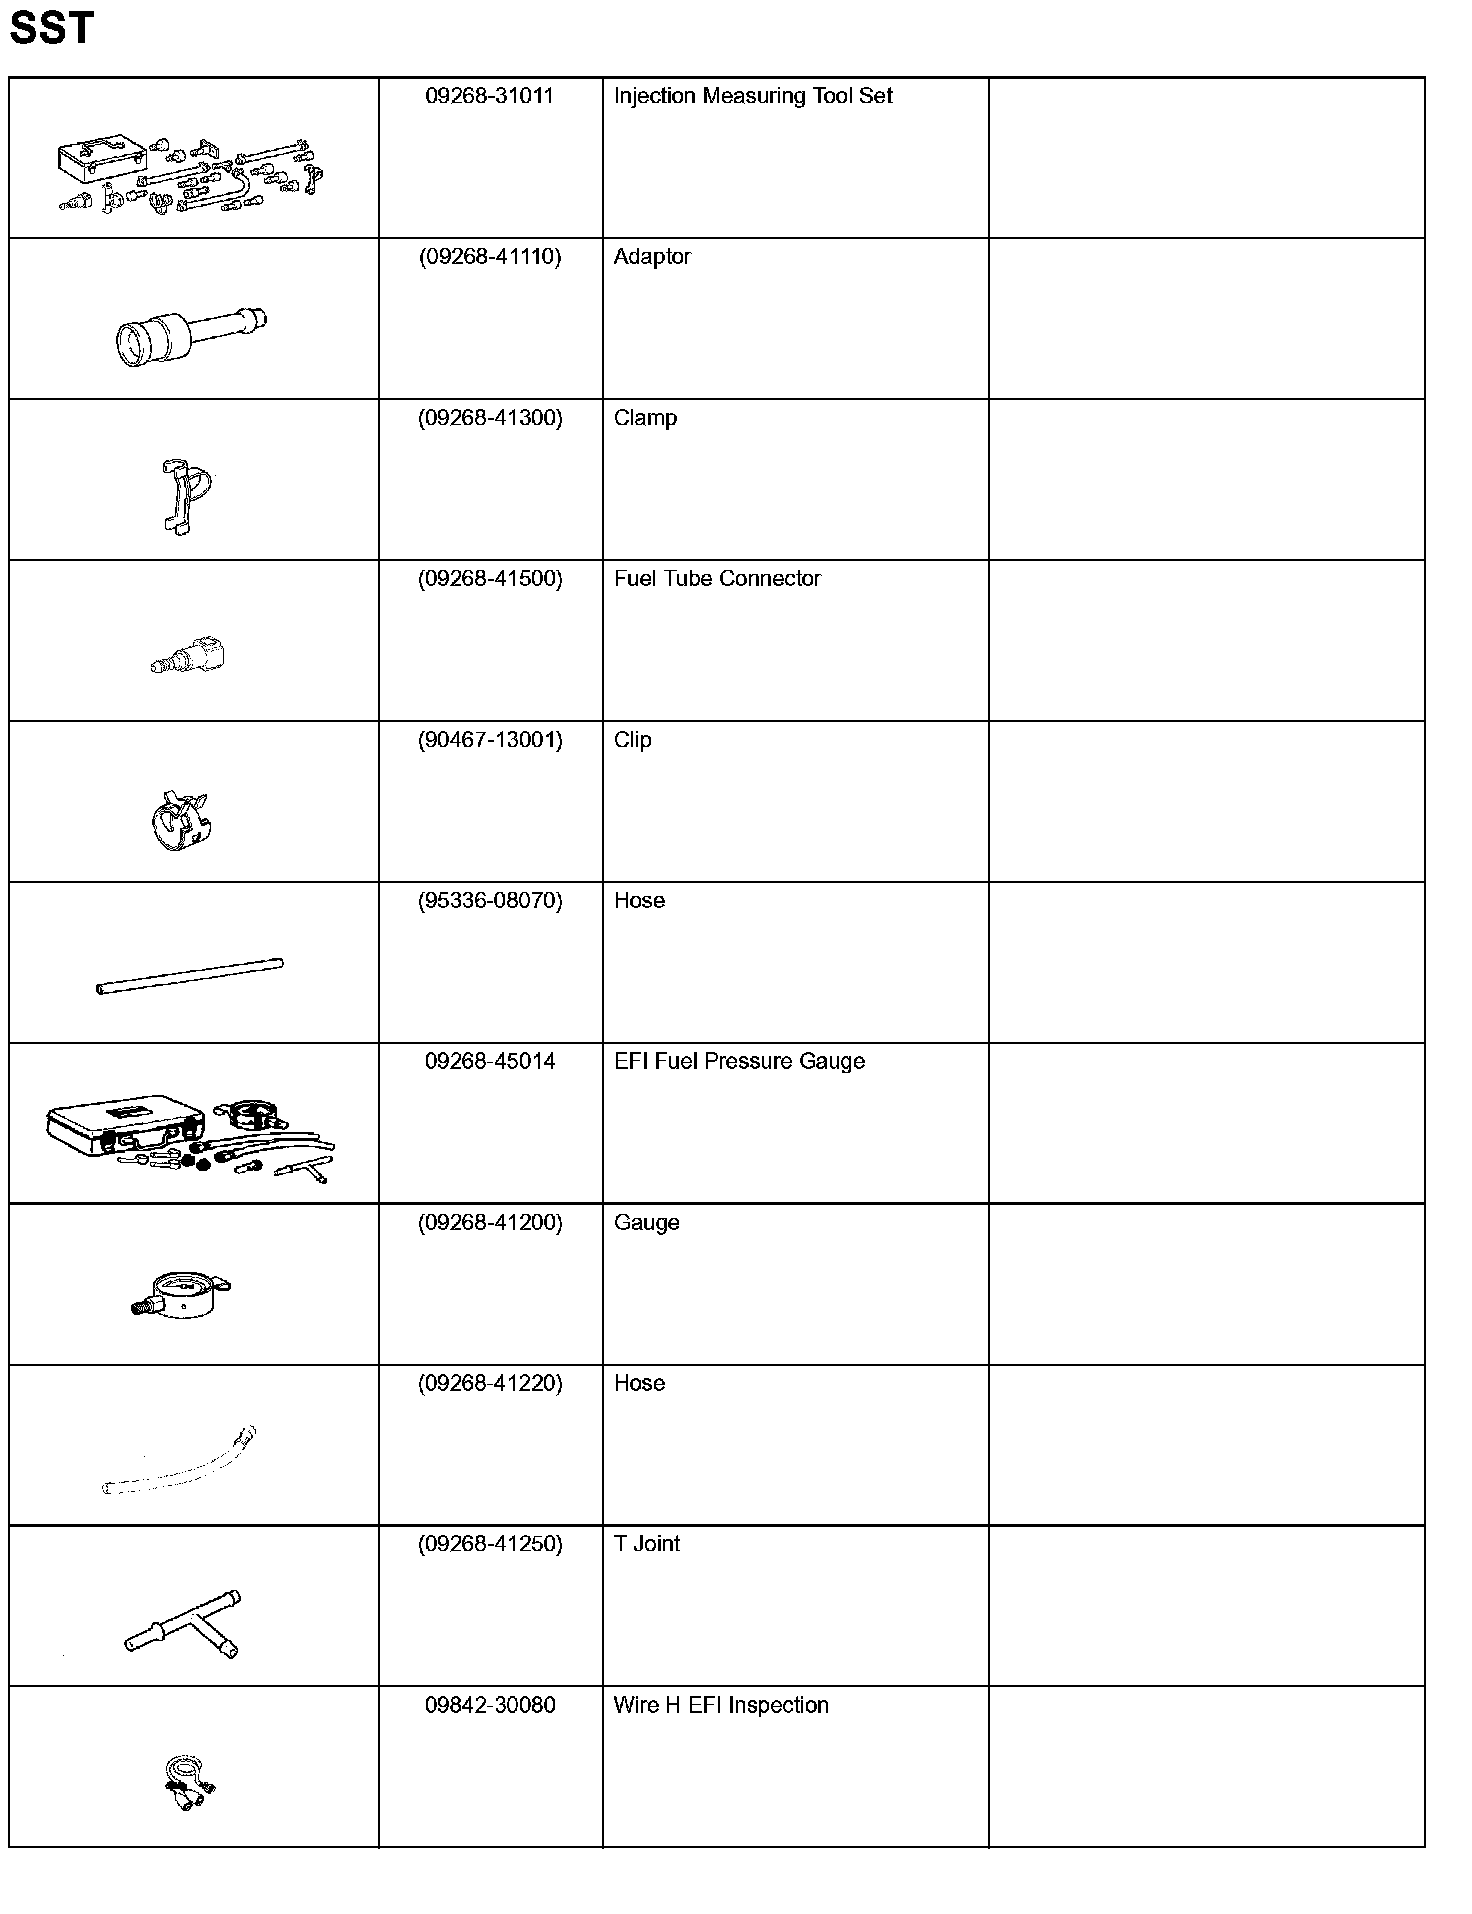 SST
09268-31011 Injection Measuring Tool Set
(09268-41110) Adaptor
(09268-41300) Clamp
(09268-41500) Fuel Tube Connector
(90467-13001) Clip
(95336-08070) Hose
09268-45014 EFI Fuel Pressure Gauge
(09268-41200) Gauge
(09268-41220) Hose
(09268-41250) T Joint
09842-30080 Wire H EFI Inspection